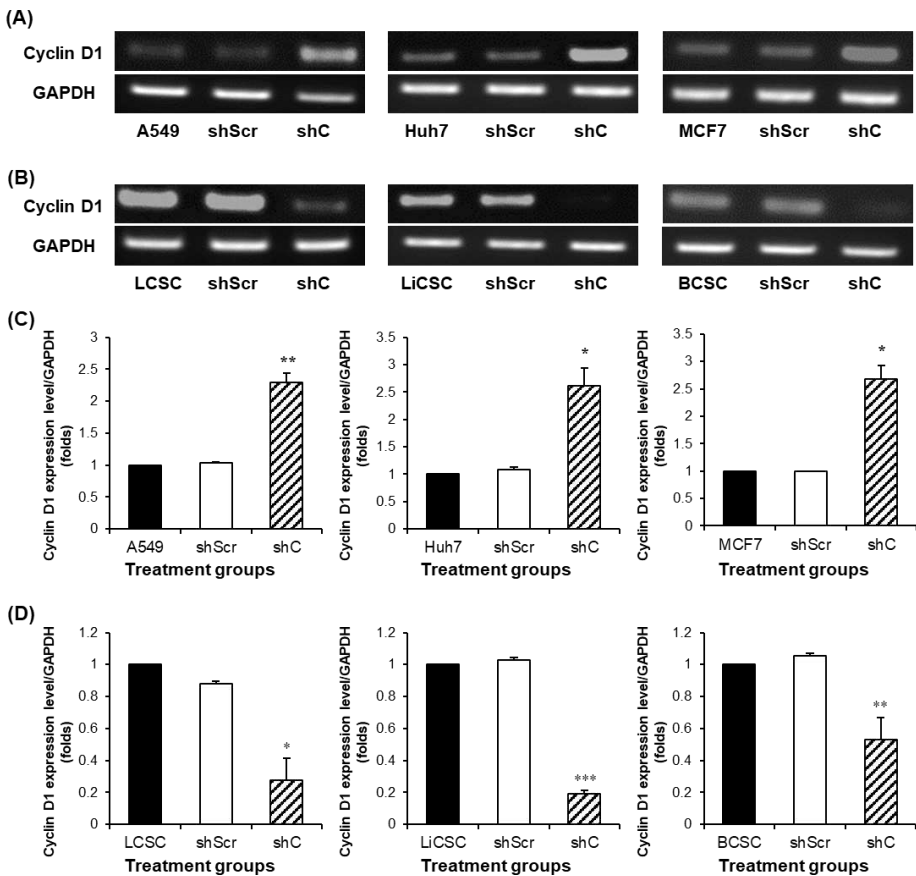 (A)
Cyclin D1
GAPDH
A549 shScr shC
Huh7 shScr shC
MCF7 shScr shC
(B)
Cyclin D1
GAPDH
LCSC shScr shC
LiCSC shScr shC
BCSC shScr shC
(C)
Cyclin D1 expression level/GAPDH
(folds)
3
2.5
2
1.5
1
0.5
0
**
A549 shScr shC
Treatment groups
Cyclin D1 expression level/GAPDH
(folds)
3.5
3
2.5
2
1.5
1
0.5
0
*
Huh7 shScr shC
Treatment groups
Cyclin D1 expression level/GAPDH
(folds)
3.5
3
2.5
2
1.5
1
0.5
0
*
MCF7 shScr shC
Treatment groups
(D)
Cyclin D1 expression level/GAPDH
(folds)
1.2
1
0.8
0.6
0.4
0.2
0
*
LCSC shScr shC
Treatment groups
Cyclin D1 expression level/GAPDH
(folds)
1.2
1
0.8
0.6
0.4
0.2
0
***
LiCSC shScr shC
Treatment groups
Cyclin D1 expression level/GAPDH
(folds)
1.2
1
0.8
0.6
0.4
0.2
0
**
BCSC shScr shC
Treatment groups